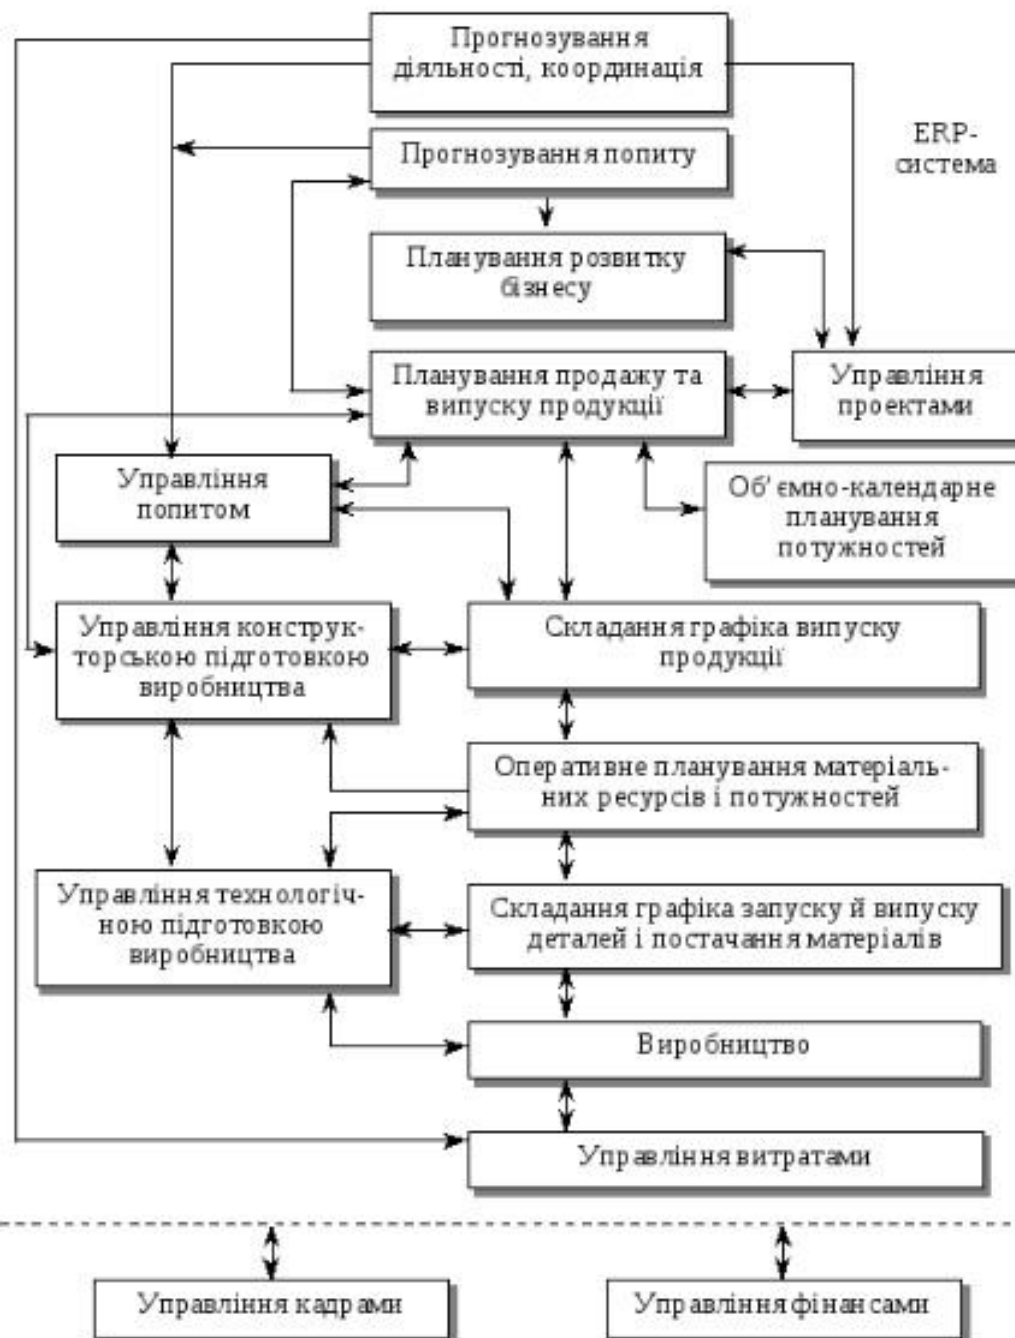 Прогнозування
діяльності, координація
ERP-
система
Прогнозування попиту
Планування розвитку
бізнесу
Планування продажу та
випуску продукції
Управління
проектами
Управління
попитом
Об’ємно-календарне
планування
потужностей
Управління конструк-
торською підготовкою
виробництва
Складання графіка випуску
продукції
Оперативне планування матеріаль-
них ресурсів і потужностей
Управління технологіч-
ною підготовкою
виробництва
Складання графіка запуску й випуску
деталей і постачання матеріалів
Виробництво
Управління витратами
Управління кадрами
Управління фінансами